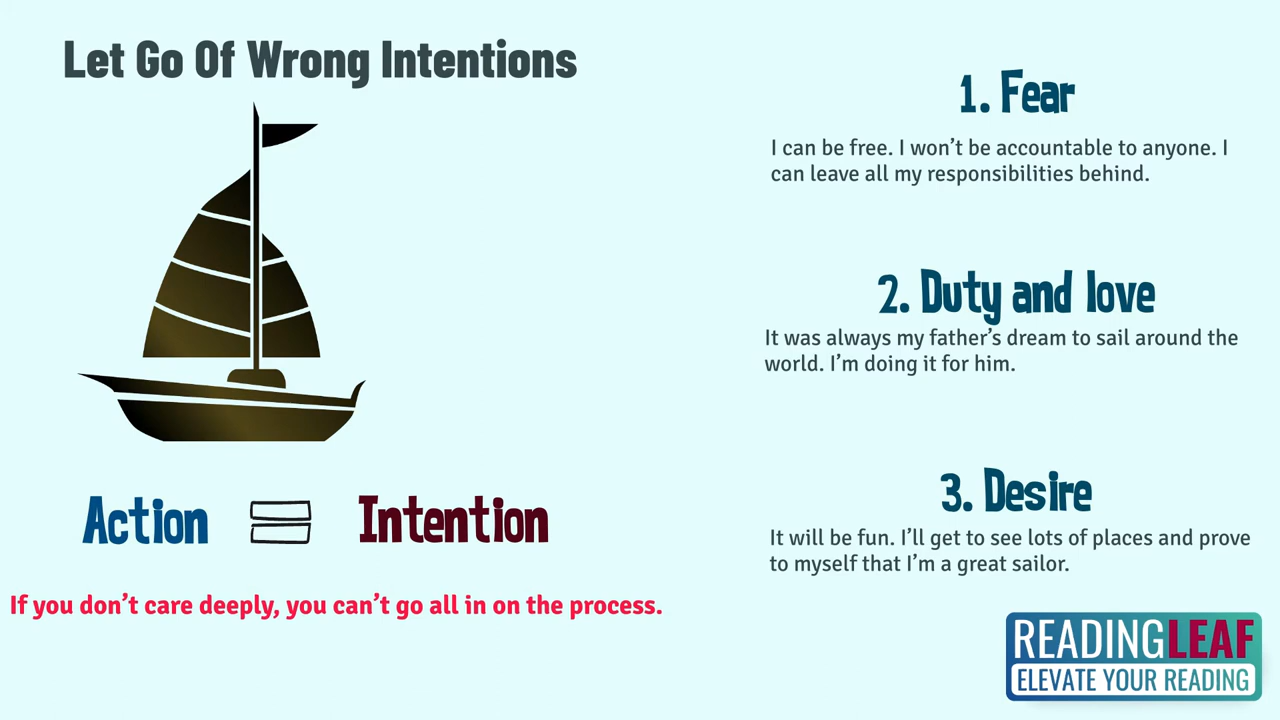 Let Go Of Wrong Intentions
Action = Intention
If you don't care deeply, you can't go all in on the process.
1. Fear
I can be free. I won't be accountable to anyone. I
can leave all my responsibilities behind.
2. Duty and love
It was always my father's dream to sail around the
world. I'm doing it for him.
3. Desire
It will be fun. I'll get to see lots of places and prove
to myself that I'm a great sailor.
READINGLEAF
ELEVATE YOUR READING